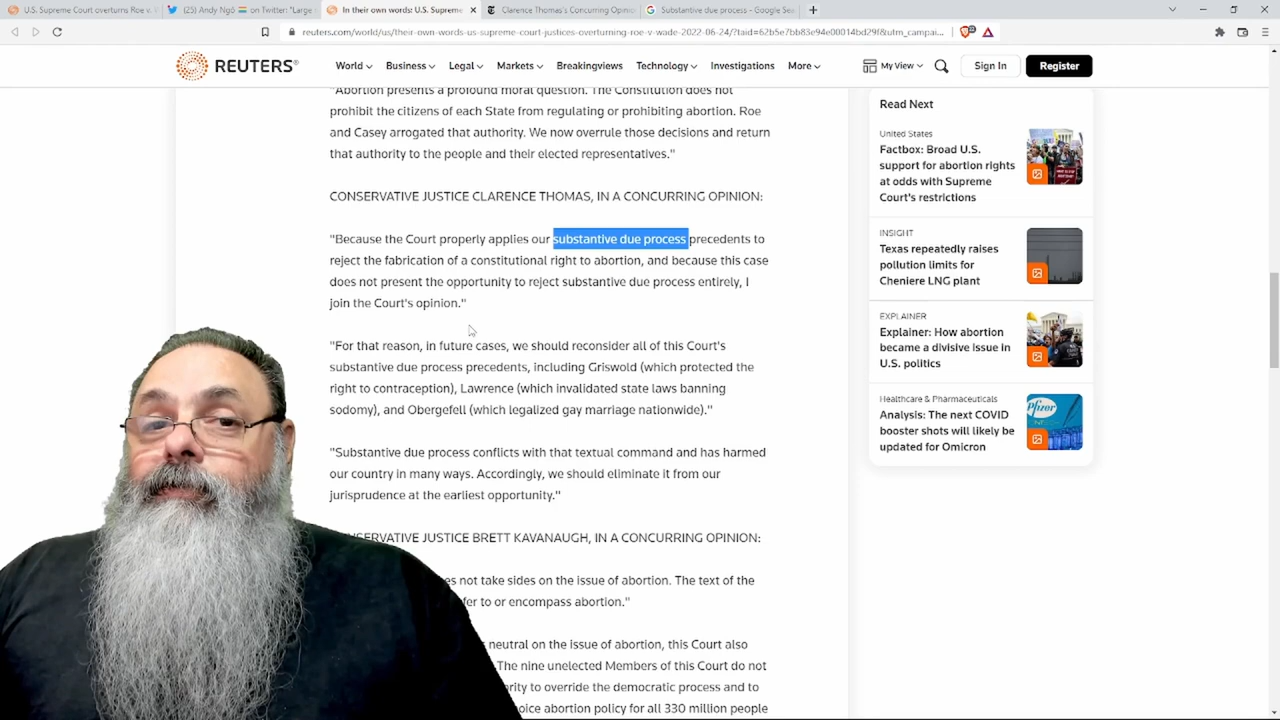 U.S. Supreme Court overturns Roe v.
(25) Andy Ngô on Twitter: "Large
In their own words: U.S. Supreme
Clarence Thomas's Concurring Opinio
Substantive due process - Google Sea
reuters.com/world/us/their-own-words-us-supreme-court-justices-overturning-roe-v-wade-2022-06-24/?taid=62b5e7bb83e94e00014bd29f&utm_campai...
REUTERS®
World
Business
Legal
Markets
Breakingviews
Technology
Investigations
More
My View
Sign In
Register
"Abortion presents a profound moral question. The Constitution does not
prohibit the citizens of each State from regulating or prohibiting abortion. Roe
and Casey arrogated that authority. We now overrule those decisions and return
that authority to the people and their elected representatives."
CONSERVATIVE JUSTICE CLARENCE THOMAS, IN A CONCURRING OPINION:
"Because the Court properly applies our substantive due process precedents to
reject the fabrication of a constitutional right to abortion, and because this case
does not present the opportunity to reject substantive due process entirely, I
join the Court's opinion."
"For that reason, in future cases, we should reconsider all of this Court's
substantive due process precedents, including Griswold (which protected the
right to contraception), Lawrence (which invalidated state laws banning
sodomy), and Obergefell (which legalized gay marriage nationwide)."
"Substantive due process conflicts with that textual command and has harmed
our country in many ways. Accordingly, we should eliminate it from our
jurisprudence at the earliest opportunity."
NSERVATIVE JUSTICE BRETT KAVANAUGH, IN A CONCURRING OPINION:
es not take sides on the issue of abortion. The text of the
fer to or encompass abortion."
neutral on the issue of abortion, this Court also
The nine unelected Members of this Court do not
ority to override the democratic process and to
oice abortion policy for all 330 million people
Read Next
United States
Factbox: Broad U.S.
support for abortion rights
at odds with Supreme
Court's restrictions
INSIGHT
Texas repeatedly raises
pollution limits for
Cheniere LNG plant
EXPLAINER
Explainer: How abortion
became a divisive issue in
U.S. politics
Healthcare & Pharmaceuticals
Analysis: The next COVID
booster shots will likely be
updated for Omicron
Pfizer